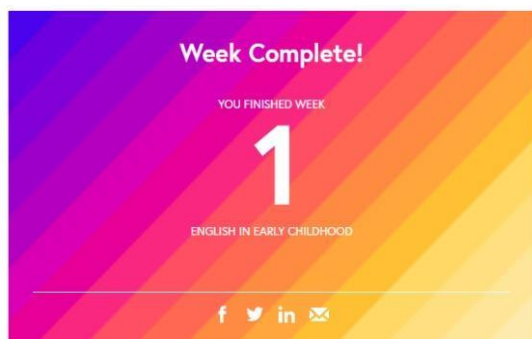 Week Complete!
YOU FINISHED WEEK
1
ENGLISH IN EARLY CHILDHOOD